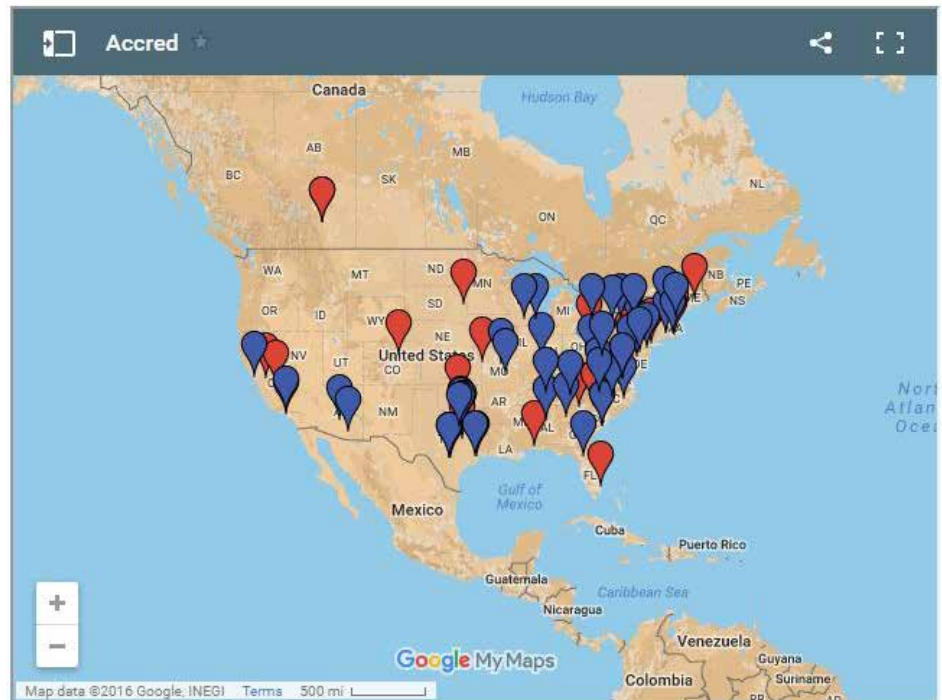 Accred
Canada
Hudson Bay
AB
MB
BC
SK
NL
ON
QC
WA
MT
ND
MN
NB
PE
NS
OR
ID
SD
MI
WY
NE
NV
United States
UT
CO
OH
DE
MO
NM
AR
AL
LA
North
Gulf of
Mexico
FL
Mexico
Cuba
Puerto Rico
Guatemala
Caribbean Sea
Nicaragua
Venezuela
Guyana
Suriname
Colombia
Google My Maps
Map data ©2016 Google, INEGI Terms 500 mi